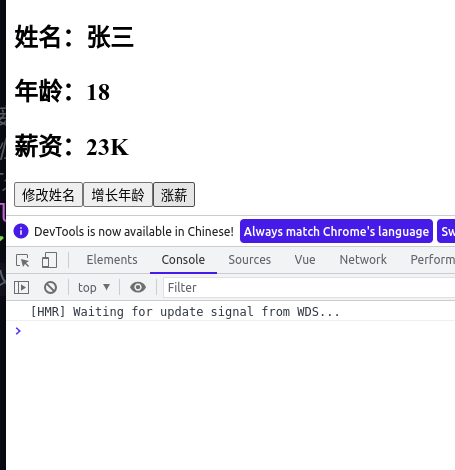 姓名：张三
年龄：18
薪资：23K
修改姓名 增长年龄 涨薪
DevTools is now available in Chinese! Always match Chrome's language Sw
Elements Console Sources Vue Network Perform
top Filter
[HMR] Waiting for update signal from WDS...